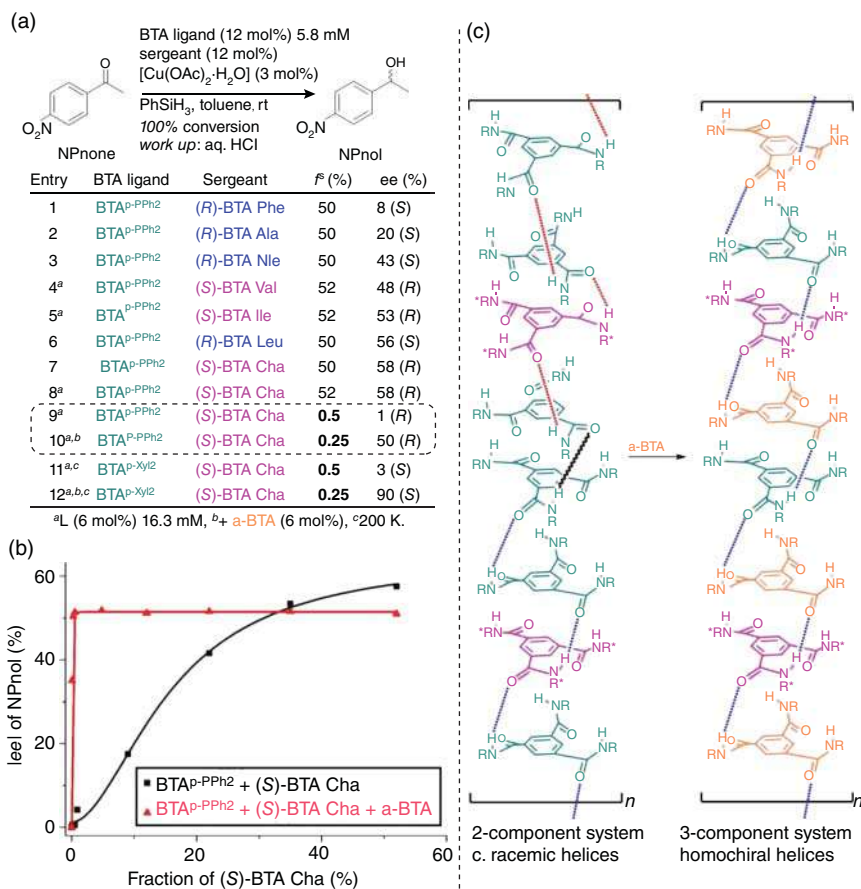 (a)
BTA ligand (12 mol%) 5.8 mM
sergeant (12 mol%)
[Cu(OAc)₂·H₂O] (3 mol%)
PhSiH₃, toluene, rt
100% conversion
work up: aq. HCl
O
O₂N
NPnone
OH
O₂N
NPnol
Entry BTA ligand Sergeant fˢ (%) ee (%)
1 BTAᵖ⁻ᴾᴾʰ² (R)-BTA Phe 50 8 (S)
2 BTAᵖ⁻ᴾᴾʰ² (R)-BTA Ala 50 20 (S)
3 BTAᵖ⁻ᴾᴾʰ² (R)-BTA Nle 50 43 (S)
4ᵃ BTAᵖ⁻ᴾᴾʰ² (S)-BTA Val 52 48 (R)
5ᵃ BTAᵖ⁻ᴾᴾʰ² (S)-BTA Ile 52 53 (R)
6 BTAᵖ⁻ᴾᴾʰ² (R)-BTA Leu 50 56 (S)
7 BTAᵖ⁻ᴾᴾʰ² (S)-BTA Cha 50 58 (R)
8ᵃ BTAᵖ⁻ᴾᴾʰ² (S)-BTA Cha 52 58 (R)
9ᵃ BTAᵖ⁻ᴾᴾʰ² (S)-BTA Cha 0.5 1 (R)
10ᵃ,ᵇ BTAᵖ⁻ᴾᴾʰ² (S)-BTA Cha 0.25 50 (R)
11ᵃ,ᶜ BTAᵖ⁻ˣʸˡ² (S)-BTA Cha 0.5 3 (S)
12ᵃ,ᵇ,ᶜ BTAᵖ⁻ˣʸˡ² (S)-BTA Cha 0.25 90 (S)
ᵃL (6 mol%) 16.3 mM, ᵇ+ a-BTA (6 mol%), ᶜ200 K.
(b)
|ee| of NPnol (%)
60
40
20
0
BTAᵖ⁻ᴾᴾʰ² + (S)-BTA Cha
BTAᵖ⁻ᴾᴾʰ² + (S)-BTA Cha + a-BTA
0 20 40 60
Fraction of (S)-BTA Cha (%)
(c)
a-BTA
n
n
2-component system
c. racemic helices
3-component system
homochiral helices